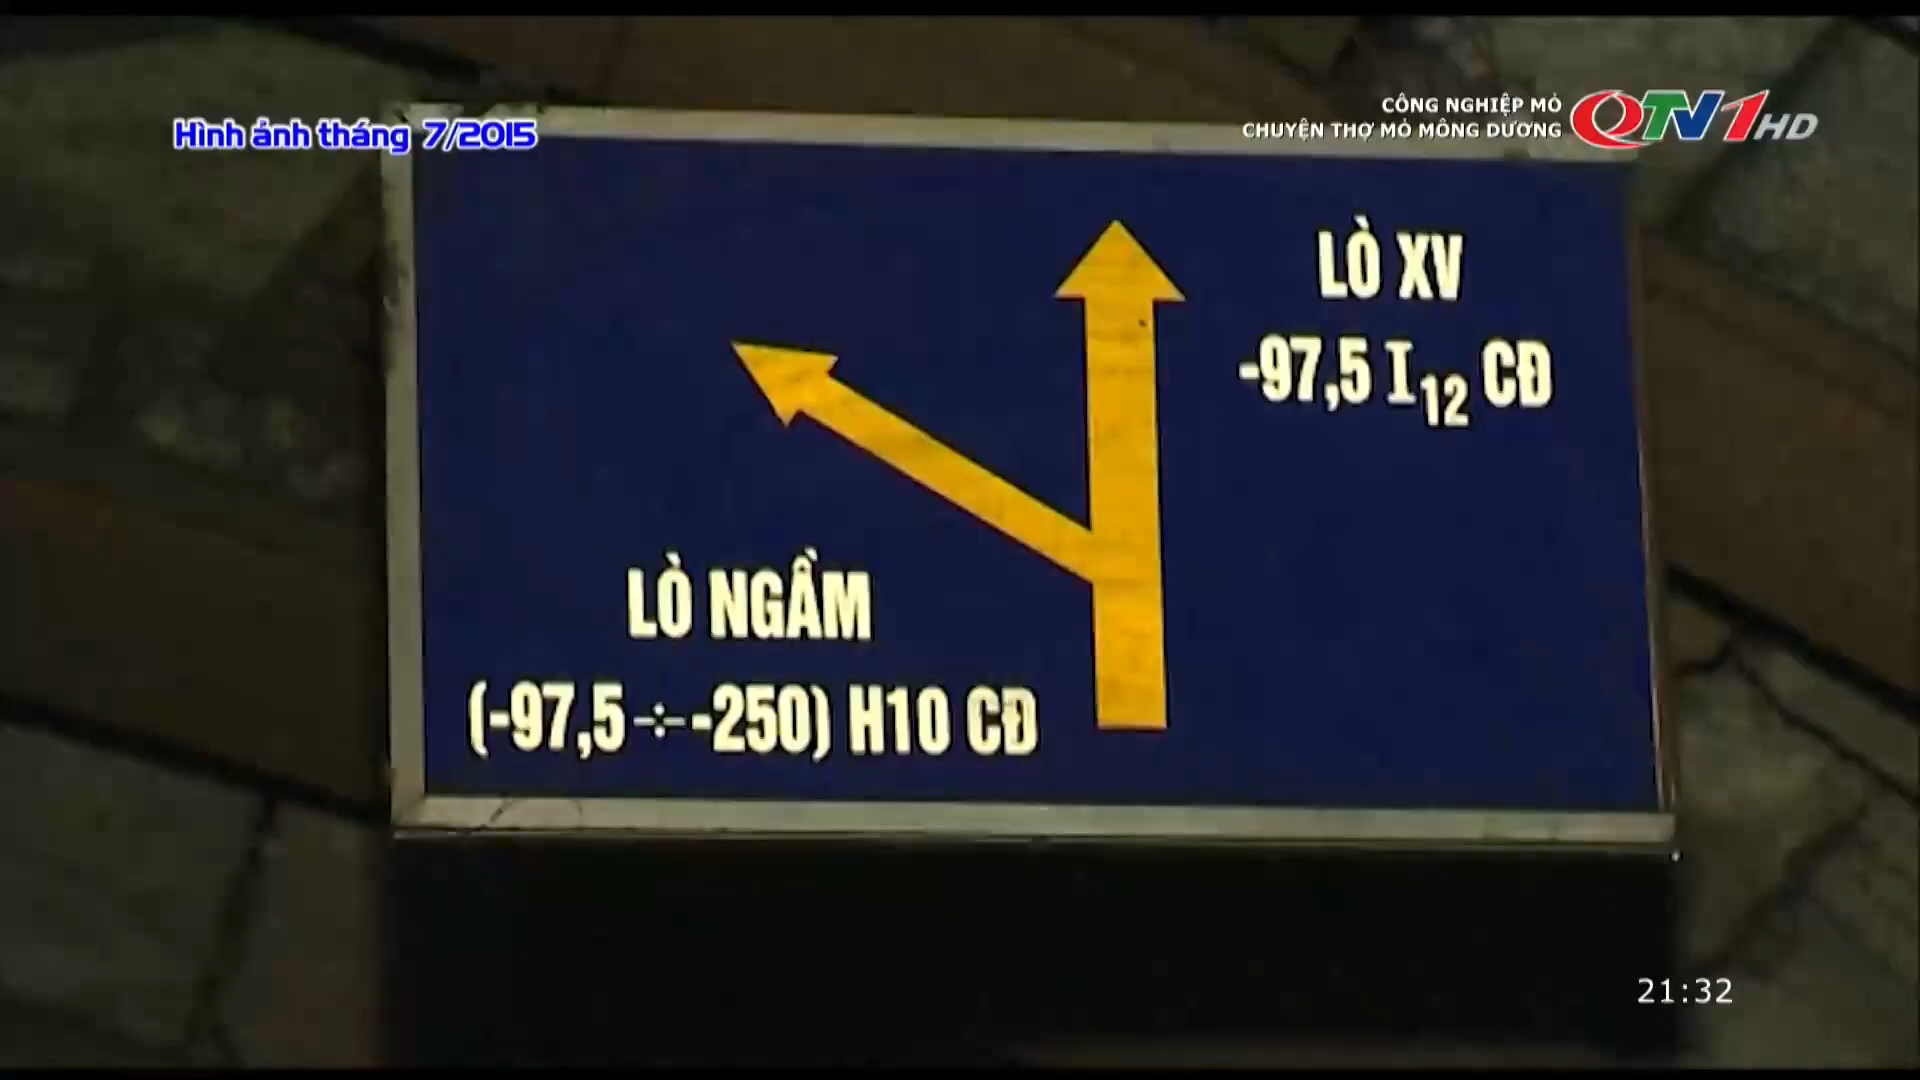 Hình ảnh tháng 7/2015
CÔNG NGHIỆP MỎ
CHUYỆN THỢ MỎ MÔNG DƯƠNG
QTV1HD
LÒ XV
-97,5 I₁₂ CĐ
LÒ NGẦM
(-97,5 ÷ -250) H10 CĐ
21:32